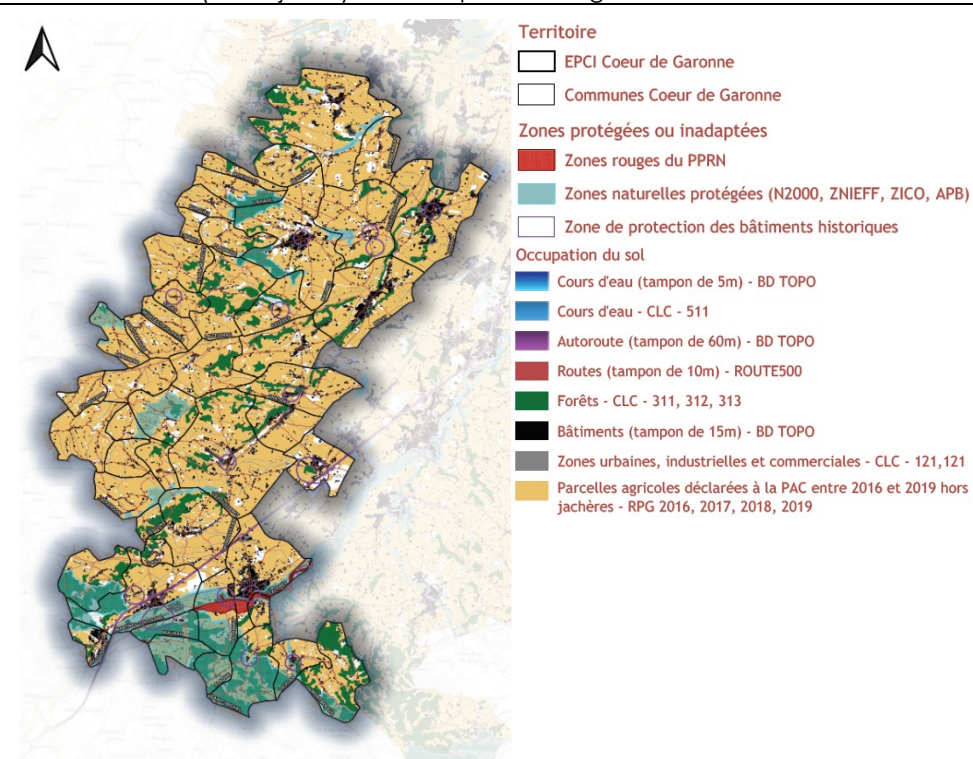 Territoire
EPCI Coeur de Garonne
Communes Coeur de Garonne
Zones protégées ou inadaptées
Zones rouges du PPRN
Zones naturelles protégées (N2000, ZNIEFF, ZICO, APB)
Zone de protection des bâtiments historiques
Occupation du sol
Cours d'eau (tampon de 5m) - BD TOPO
Cours d'eau - CLC - 511
Autoroute (tampon de 60m) - BD TOPO
Routes (tampon de 10m) - ROUTE500
Forêts - CLC - 311, 312, 313
Bâtiments (tampon de 15m) - BD TOPO
Zones urbaines, industrielles et commerciales - CLC - 121,121
Parcelles agricoles déclarées à la PAC entre 2016 et 2019 hors
jachères - RPG 2016, 2017, 2018, 2019